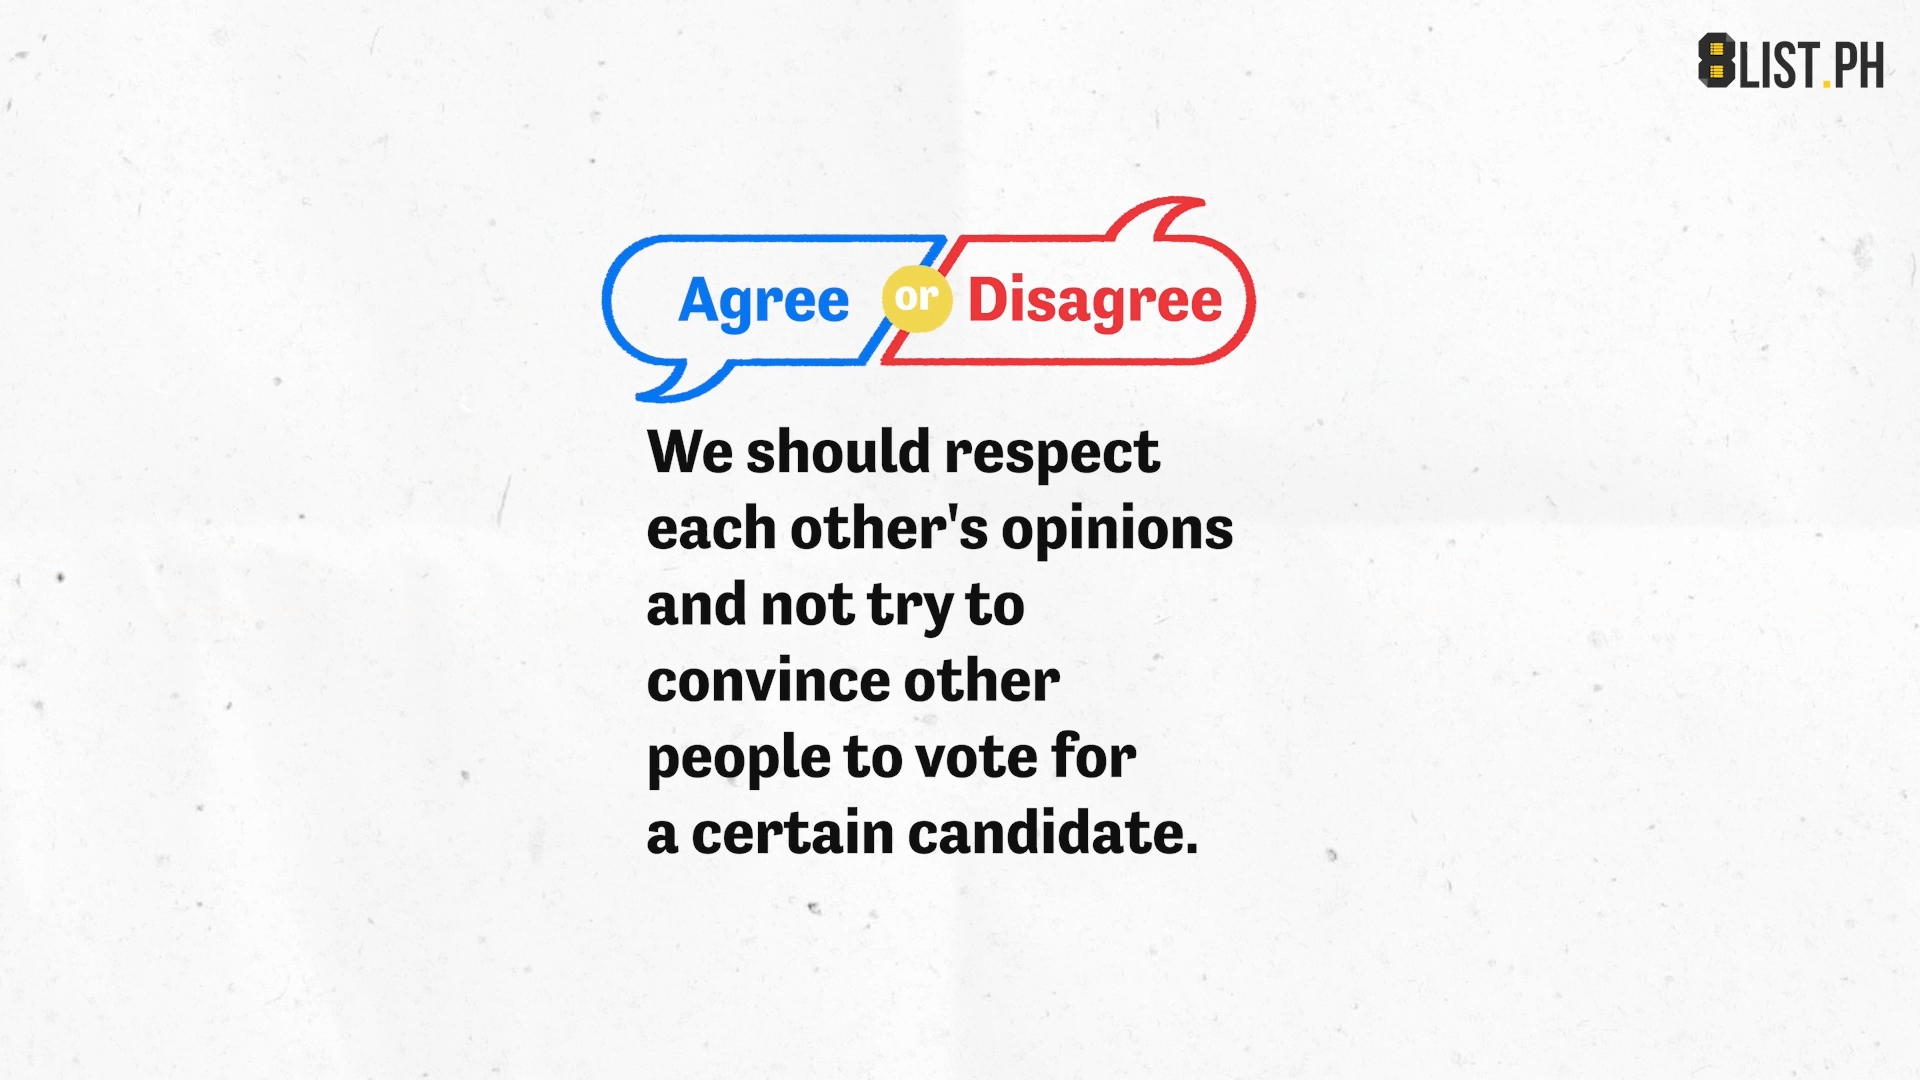 8LIST.PH
Agree or Disagree
We should respect
each other's opinions
and not try to
convince other
people to vote for
a certain candidate.